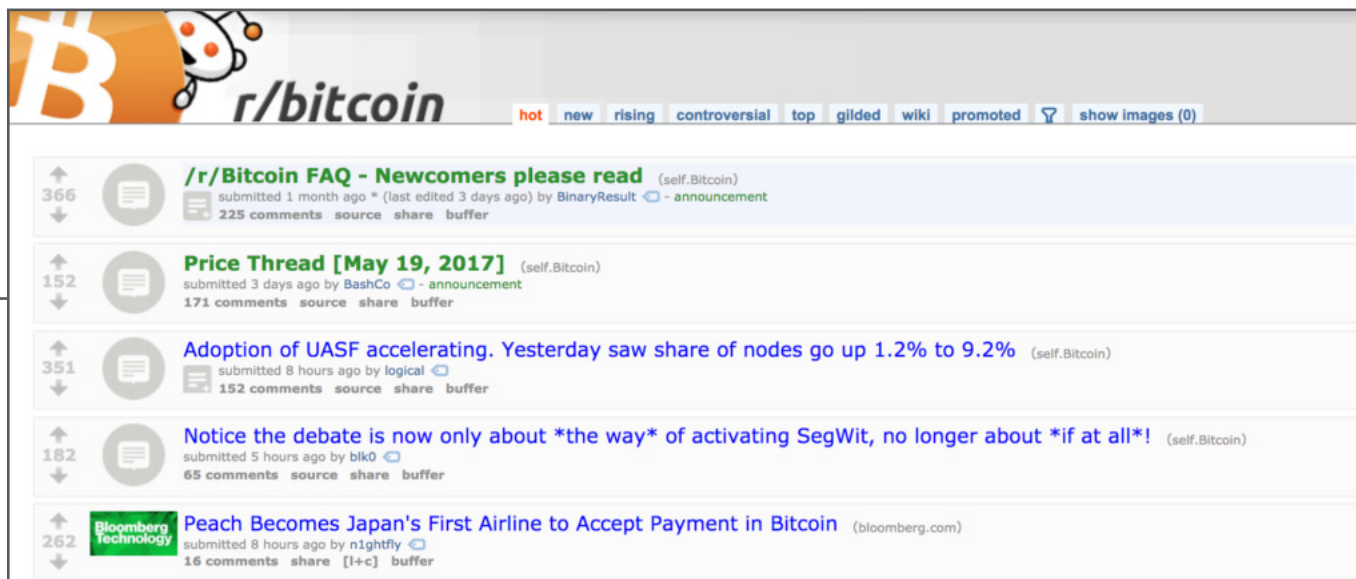 r/bitcoin
hot new rising controversial top gilded wiki promoted show images (0)
366
/r/Bitcoin FAQ - Newcomers please read (self.Bitcoin)
submitted 1 month ago * (last edited 3 days ago) by BinaryResult - announcement
225 comments source share buffer
152
Price Thread [May 19, 2017] (self.Bitcoin)
submitted 3 days ago by BashCo - announcement
171 comments source share buffer
351
Adoption of UASF accelerating. Yesterday saw share of nodes go up 1.2% to 9.2% (self.Bitcoin)
submitted 8 hours ago by logical
152 comments source share buffer
182
Notice the debate is now only about *the way* of activating SegWit, no longer about *if at all*! (self.Bitcoin)
submitted 5 hours ago by blk0
65 comments source share buffer
262
Bloomberg
Technology
Peach Becomes Japan's First Airline to Accept Payment in Bitcoin (bloomberg.com)
submitted 8 hours ago by n1ghtfly
16 comments share [l+c] buffer